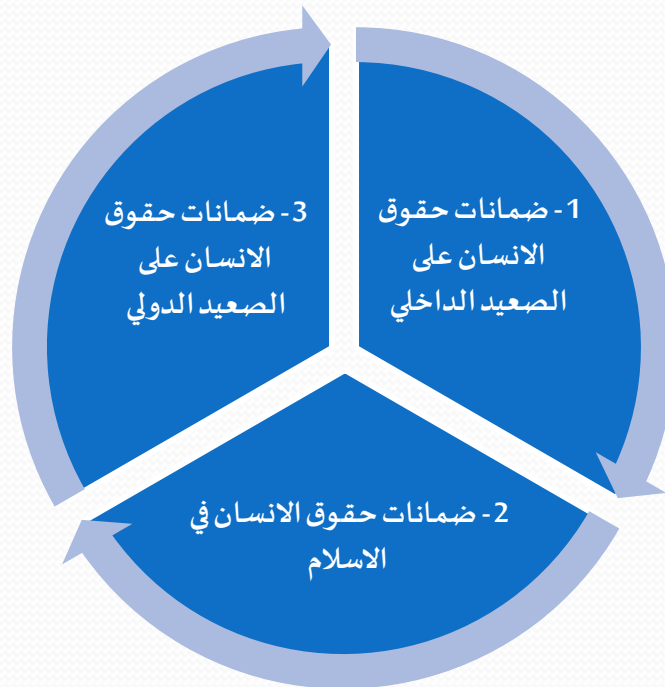 1- ضمانات حقوق
الانسان على
الصعيد الداخلي
2- ضمانات حقوق الانسان في
الاسلام
3- ضمانات حقوق
الانسان على
الصعيد الدولي